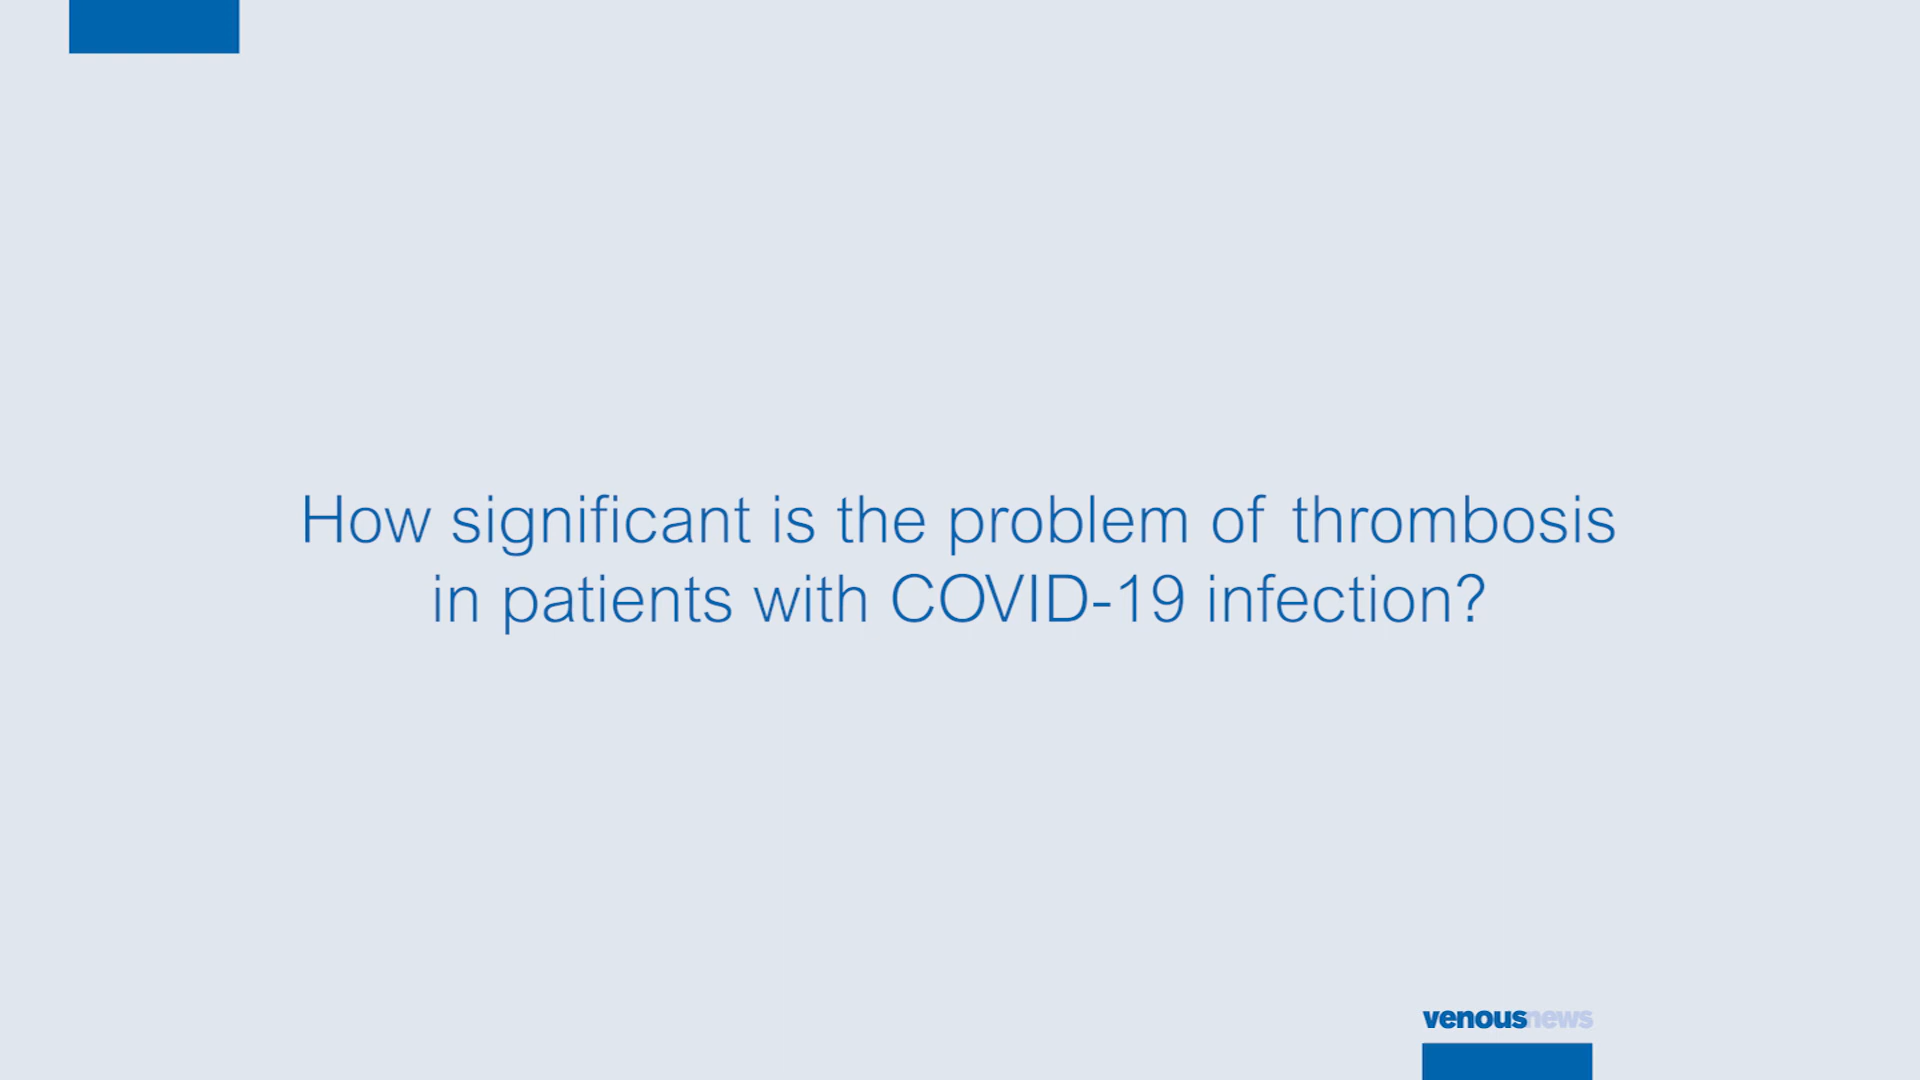 How significant is the problem of thrombosis
in patients with COVID-19 infection?
venousnews